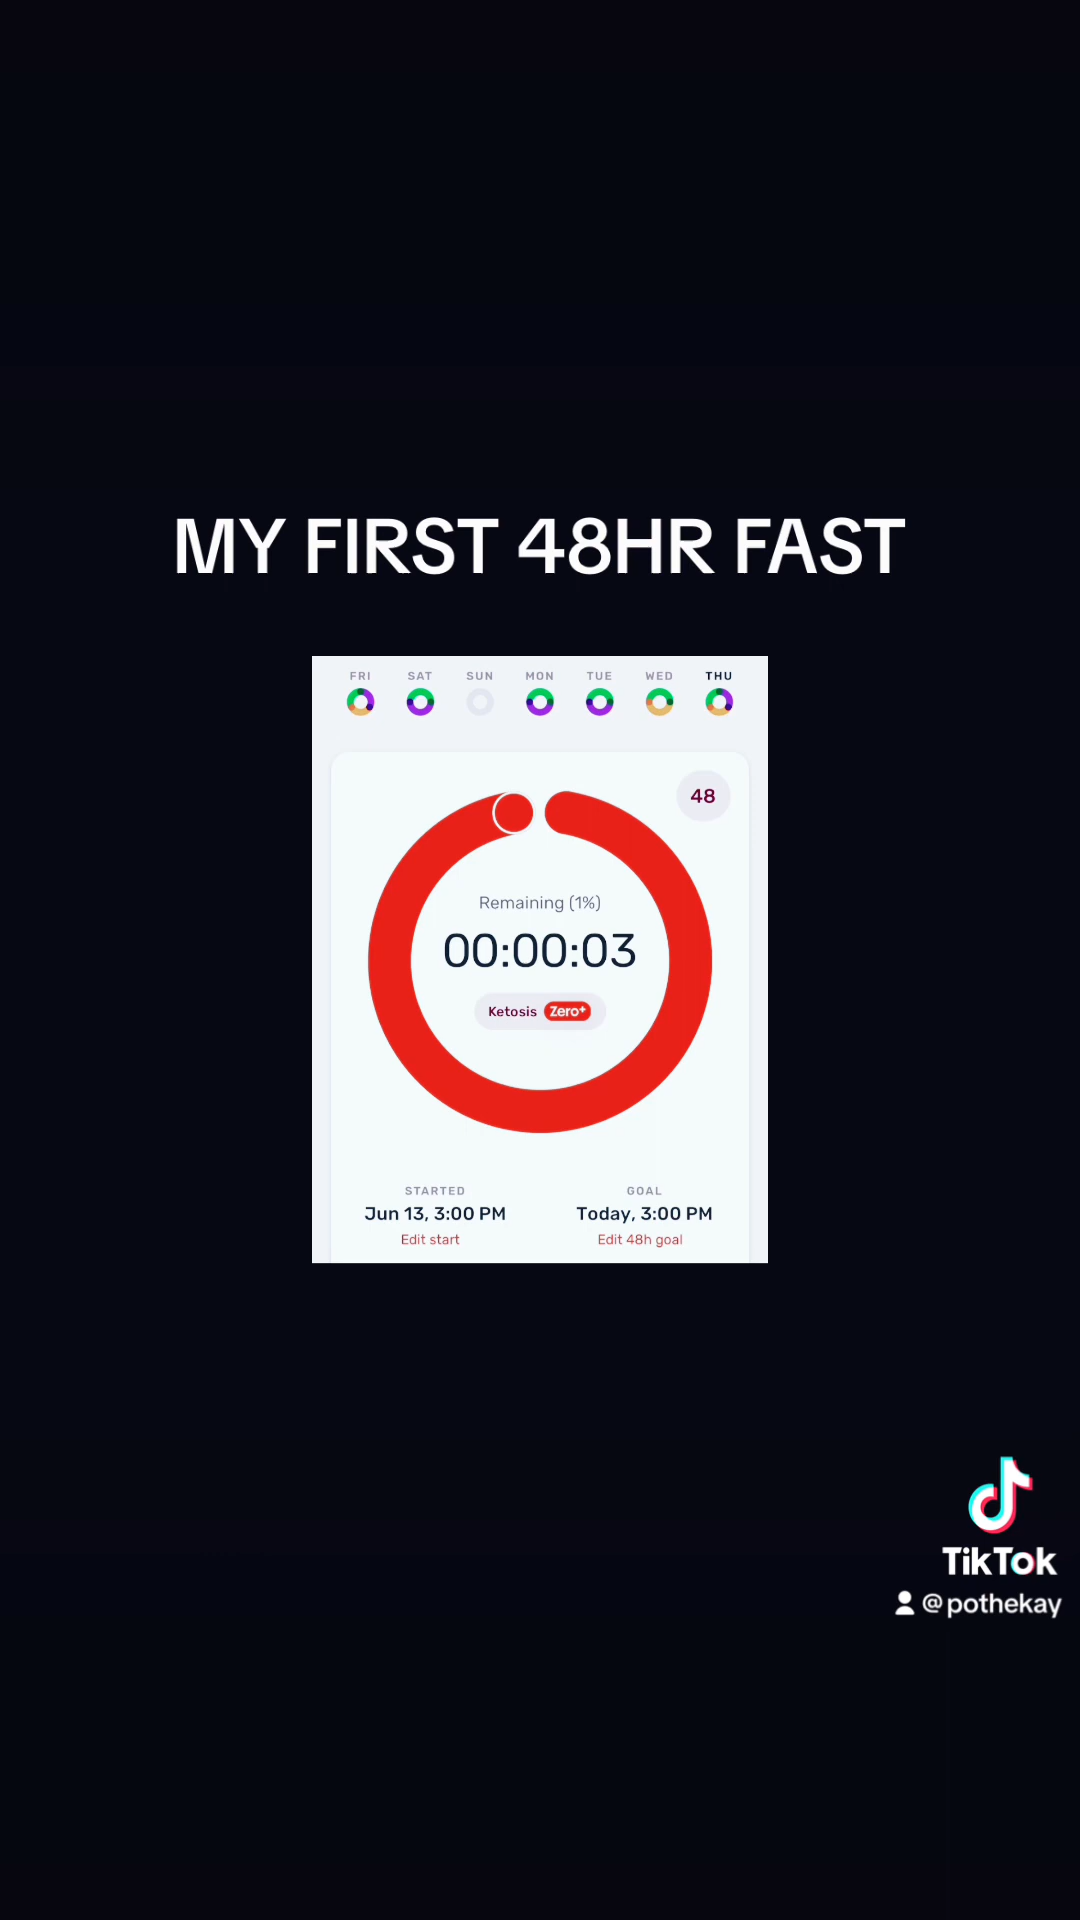 MY FIRST 48HR FAST
FRI SAT SUN MON TUE WED THU
48
Remaining (1%)
00:00:03
Ketosis Zero+
STARTED GOAL
Jun 13, 3:00 PM Today, 3:00 PM
Edit start Edit 48h goal
TikTok
@pothekay